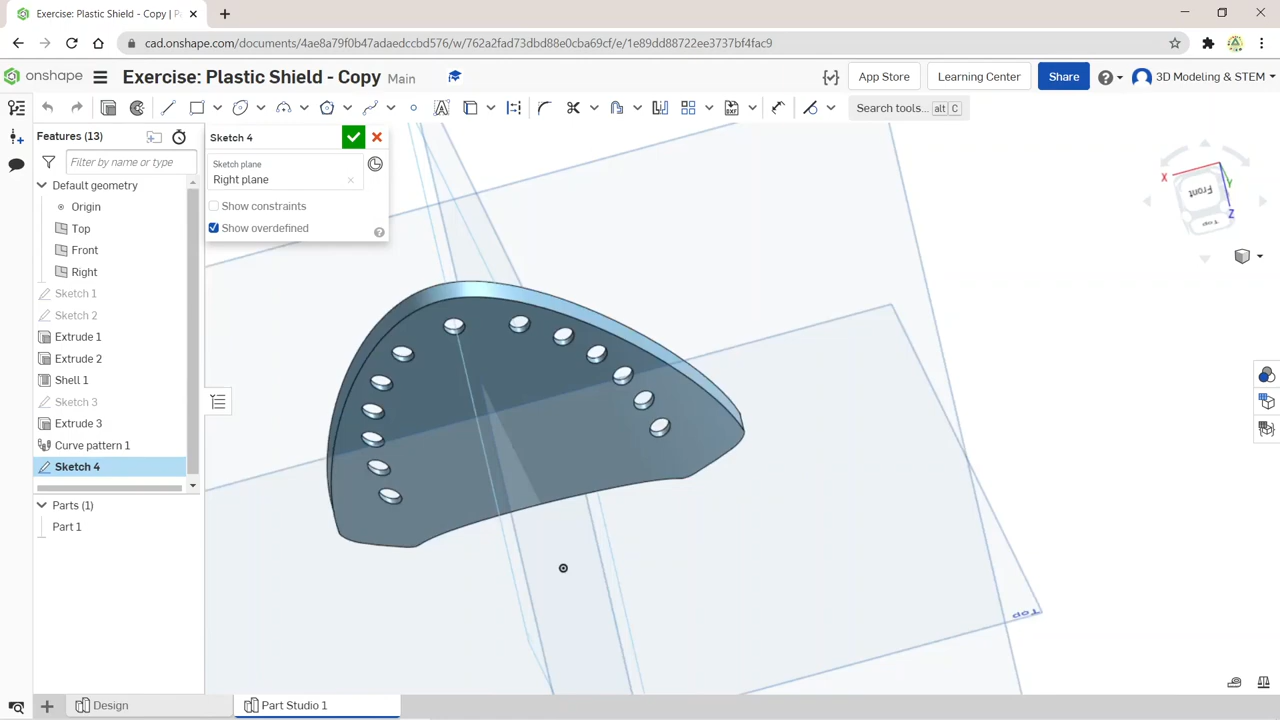 Exercise: Plastic Shield - Copy | P
cad.onshape.com/documents/4ae8a79f0b47adaedccbd576/w/762a2fad73dbd88e0cba69cf/e/1e89dd88722ee3737bf4fac9
onshape Exercise: Plastic Shield - Copy Main App Store Learning Center Share 3D Modeling & STEM
Search tools... alt C
Features (13)
Filter by name or type
Default geometry
Origin
Top
Front
Right
Sketch 1
Sketch 2
Extrude 1
Extrude 2
Shell 1
Sketch 3
Extrude 3
Curve pattern 1
Sketch 4
Parts (1)
Part 1
Sketch 4
Sketch plane
Right plane
Show constraints
Show overdefined
X
Y
Z
Front
Top
Top
Design
Part Studio 1